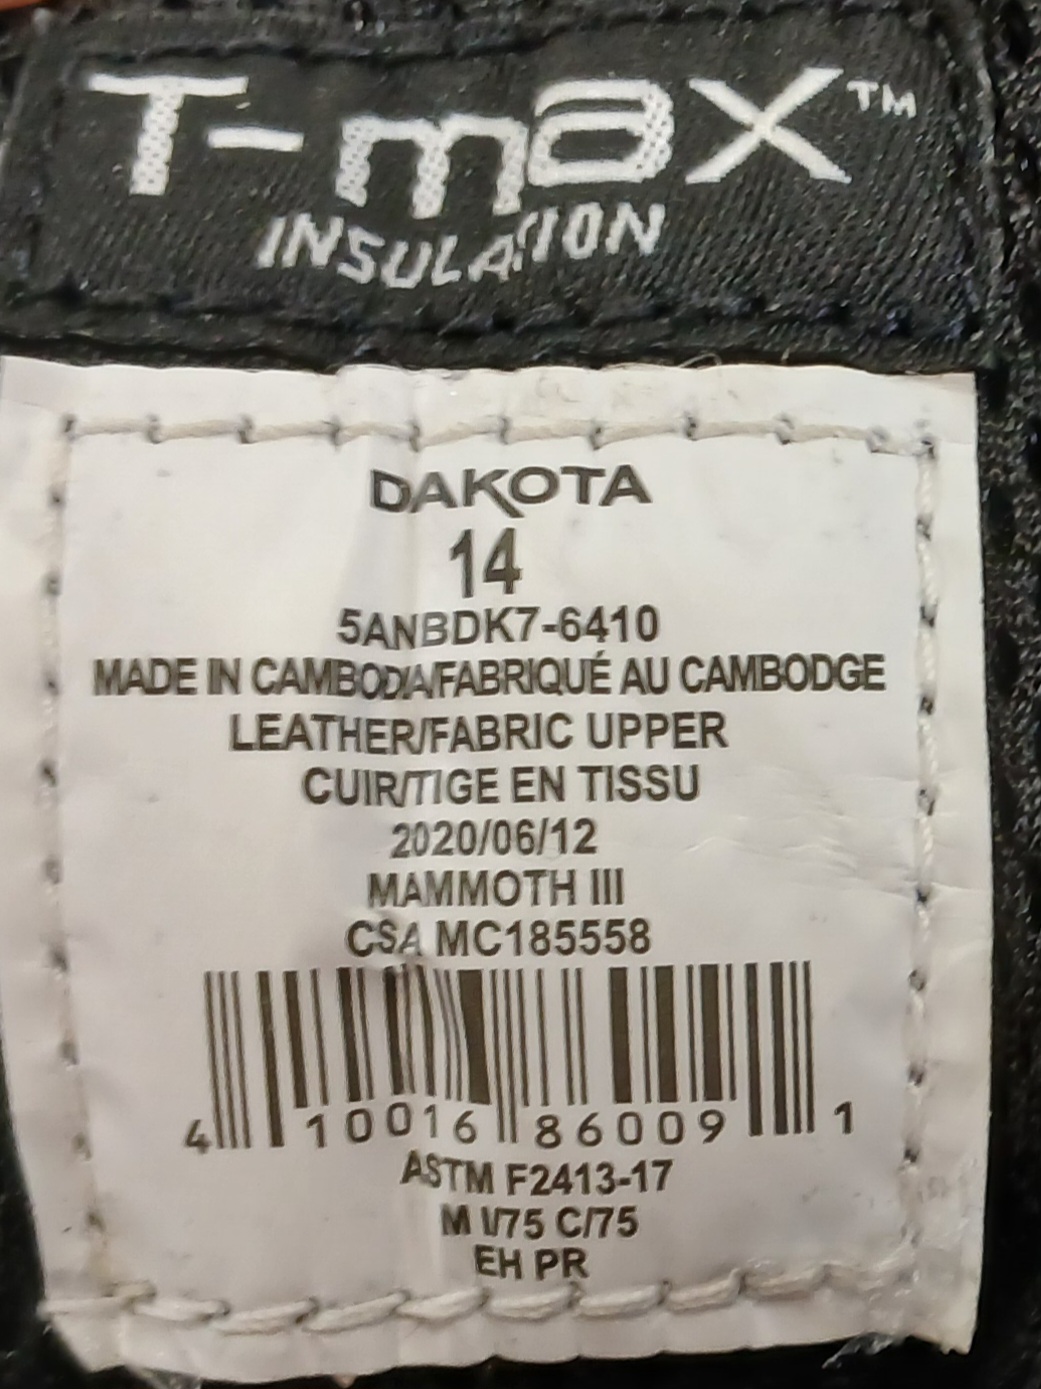 T-max™
INSULATION
DAKOTA
14
5ANBDK7-6410
MADE IN CAMBODIA/FABRIQUÉ AU CAMBODGE
LEATHER/FABRIC UPPER
CUIR/TIGE EN TISSU
2020/06/12
MAMMOTH III
CSA MC185558
4 10016 86009 1
ASTM F2413-17
M I/75 C/75
EH PR